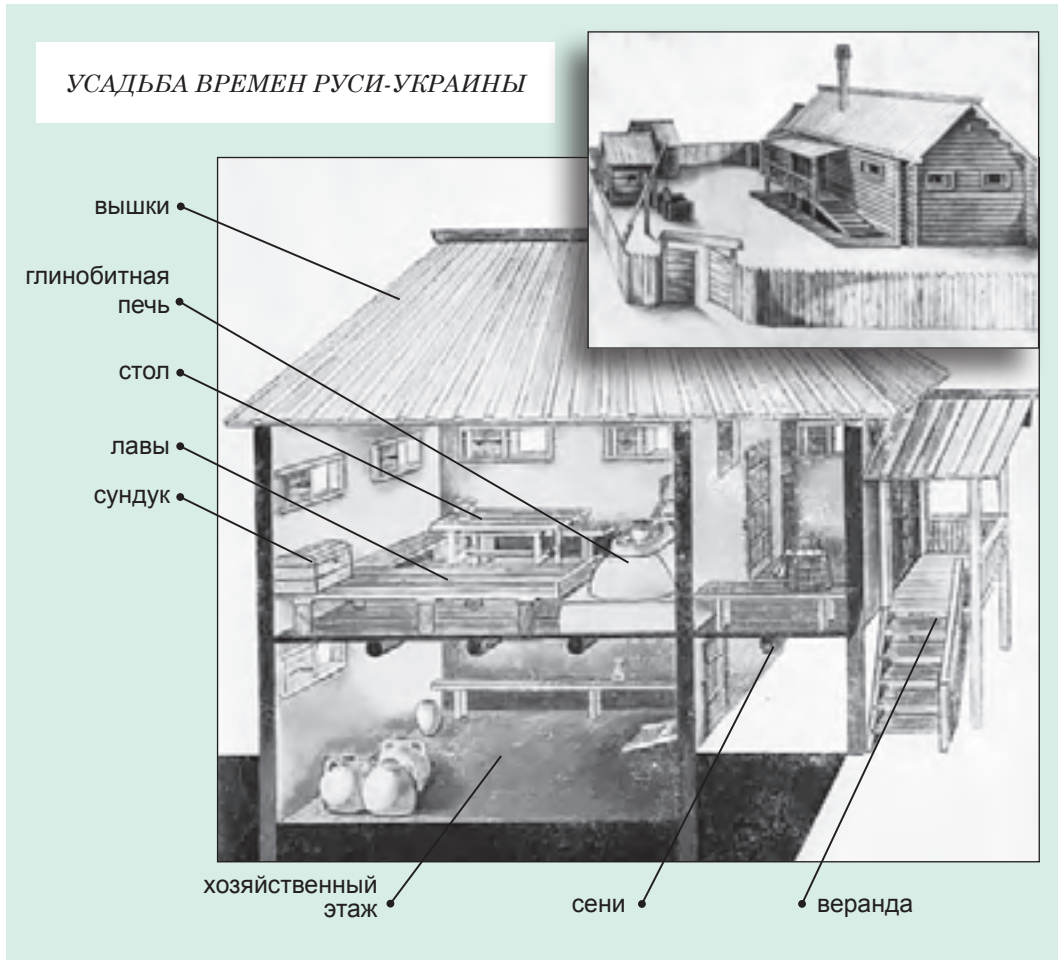 УСАДЬБА ВРЕМЕН РУСИ-УКРАИНЫ
вышки
глинобитная
печь
стол
лавы
сундук
хозяйственный
этаж
сени
веранда